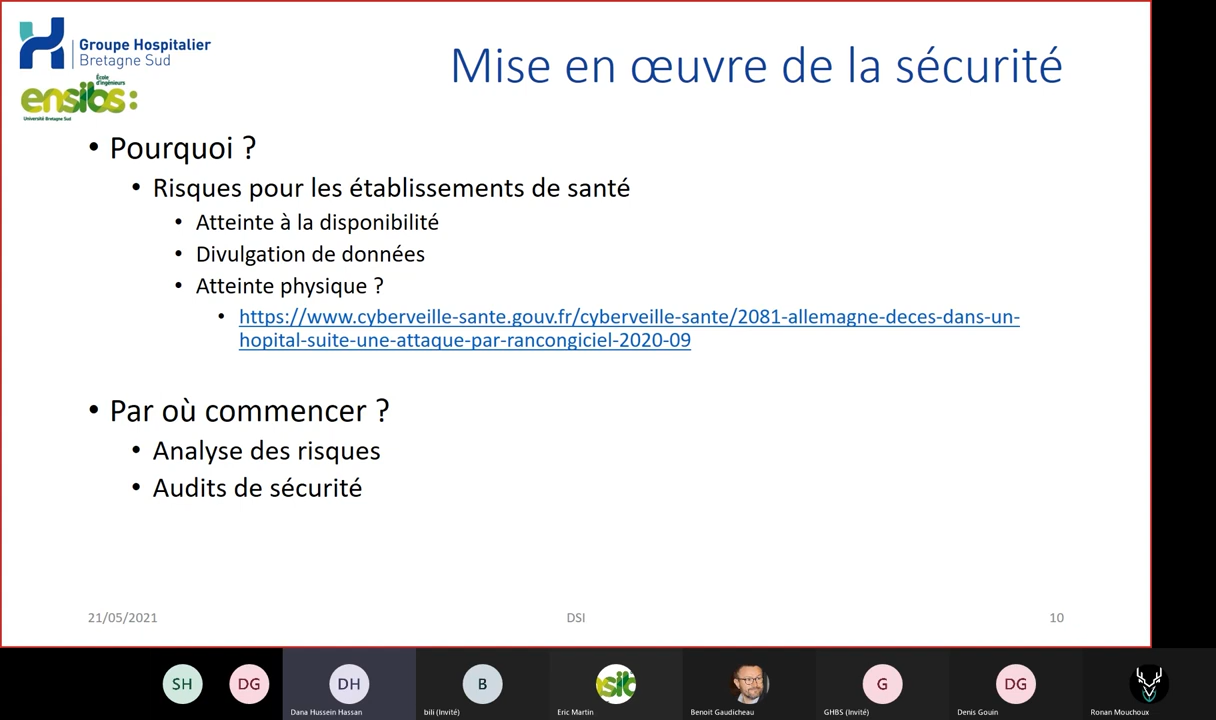 Groupe Hospitalier
Bretagne Sud
École
d'ingénieurs
ensibs:
Université Bretagne Sud
Mise en œuvre de la sécurité
• Pourquoi ?
• Risques pour les établissements de santé
• Atteinte à la disponibilité
• Divulgation de données
• Atteinte physique ?
• https://www.cyberveille-sante.gouv.fr/cyberveille-sante/2081-allemagne-deces-dans-un-
hopital-suite-une-attaque-par-rancongiciel-2020-09
• Par où commencer ?
• Analyse des risques
• Audits de sécurité
21/05/2021 DSI 10
SH DG DH B sib G DG
Dana Hussein Hassan bili (Invité) Eric Martin Benoit Gaudicheau GHBS (Invité) Denis Gouin Ronan Mouchoux